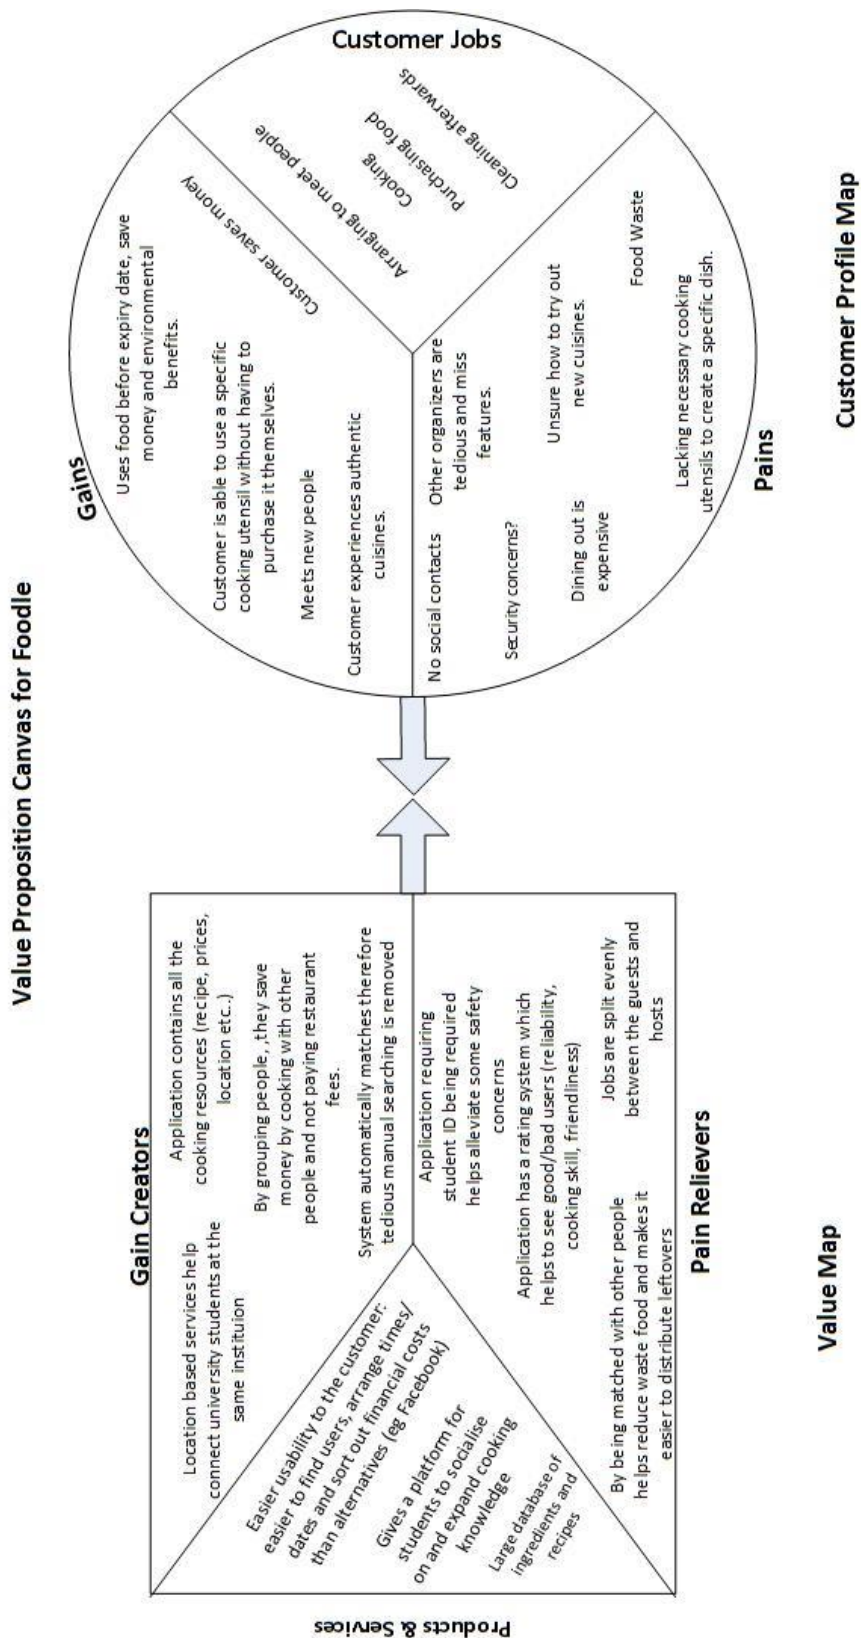 Value Proposition Canvas for Foodle
Gain Creators
Location based services help
connect university students at the
same instituion
Application contains all the
cooking resources (recipe, prices,
location etc..)
By grouping people, ,they save
money by cooking with other
people and not paying restaurant
fees.
System automatically matches therefore
tedious manual searching is removed
Products & Services
Easier usability to the customer:
easier to find users, arrange times/
dates and sort out financial costs
than alternatives (eg Facebook)
Gives a platform for
students to socialise
on and expand cooking
knowledge
Large database of
ingredients and
recipes
Application requiring
student ID being required
helps alleviate some safety
concerns
Application has a rating system which
helps to see good/bad users (reliability,
cooking skill, friendliness)
By being matched with other people
helps reduce waste food and makes it
easier to distribute leftovers
Jobs are split evenly
between the guests and
hosts
Pain Relievers
Value Map
Gains
Uses food before expiry date, save
money and environmental
benefits.
Customer is able to use a specific
cooking utensil without having to
purchase it themselves.
Meets new people
Customer experiences authentic
cuisines.
Customer saves money
Customer Jobs
Arranging to meet people
Cooking
Purchasing food
Cleaning afterwards
No social contacts
Other organizers are
tedious and miss
features.
Security concerns?
Unsure how to try out
new cuisines.
Dining out is
expensive
Food Waste
Lacking necessary cooking
utensils to create a specific dish.
Pains
Customer Profile Map